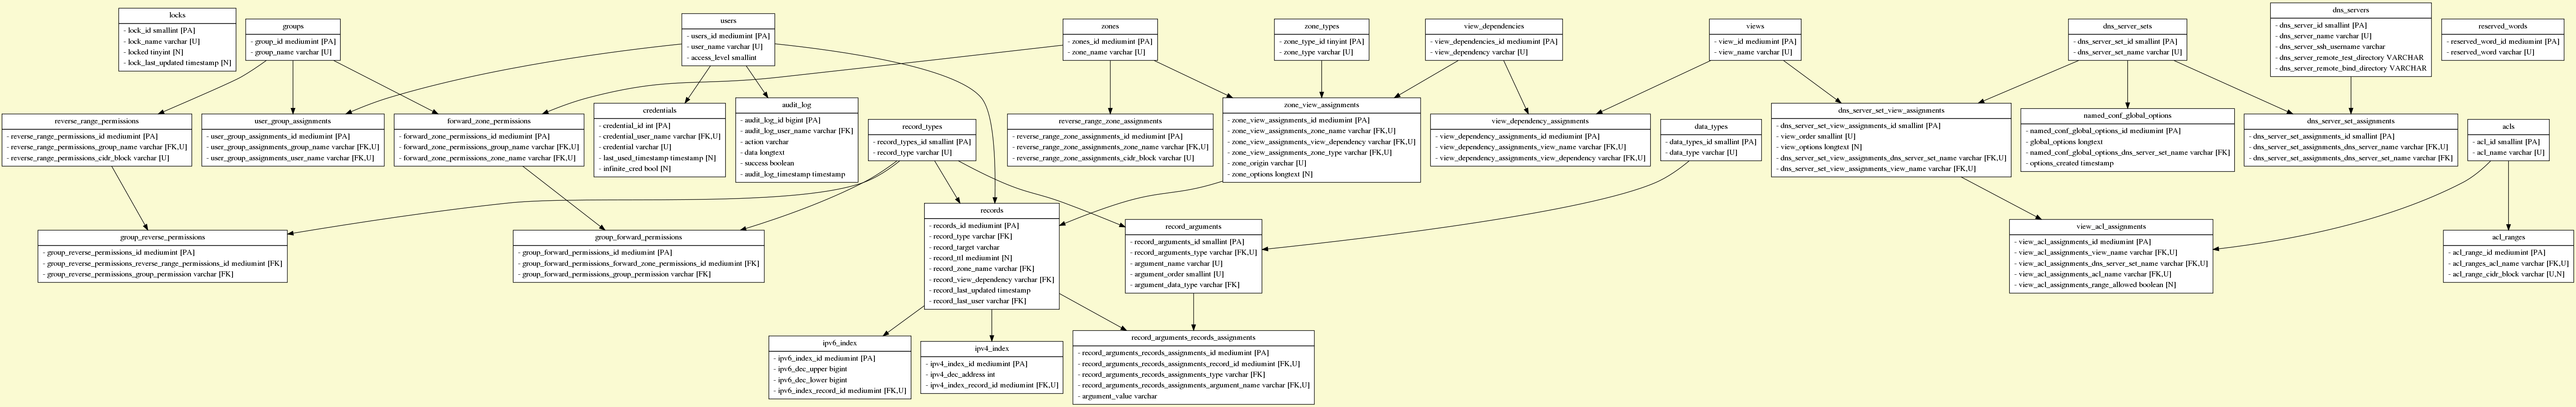 locks
- lock_id smallint [PA]
- lock_name varchar [U]
- locked tinyint [N]
- lock_last_updated timestamp [N]
groups
- group_id mediumint [PA]
- group_name varchar [U]
users
- users_id mediumint [PA]
- user_name varchar [U]
- access_level smallint
zones
- zones_id mediumint [PA]
- zone_name varchar [U]
zone_types
- zone_type_id tinyint [PA]
- zone_type varchar [U]
view_dependencies
- view_dependencies_id mediumint [PA]
- view_dependency varchar [U]
views
- view_id mediumint [PA]
- view_name varchar [U]
dns_server_sets
- dns_server_set_id smallint [PA]
- dns_server_set_name varchar [U]
dns_servers
- dns_server_id smallint [PA]
- dns_server_name varchar [U]
- dns_server_ssh_username varchar
- dns_server_remote_test_directory VARCHAR
- dns_server_remote_bind_directory VARCHAR
reserved_words
- reserved_word_id mediumint [PA]
- reserved_word varchar [U]
reverse_range_permissions
- reverse_range_permissions_id mediumint [PA]
- reverse_range_permissions_group_name varchar [FK,U]
- reverse_range_permissions_cidr_block varchar [U]
user_group_assignments
- user_group_assignments_id mediumint [PA]
- user_group_assignments_group_name varchar [FK,U]
- user_group_assignments_user_name varchar [FK,U]
forward_zone_permissions
- forward_zone_permissions_id mediumint [PA]
- forward_zone_permissions_group_name varchar [FK,U]
- forward_zone_permissions_zone_name varchar [FK,U]
credentials
- credential_id int [PA]
- credential_user_name varchar [FK,U]
- credential varchar [U]
- last_used_timestamp timestamp [N]
- infinite_cred bool [N]
audit_log
- audit_log_id bigint [PA]
- audit_log_user_name varchar [FK]
- action varchar
- data longtext
- success boolean
- audit_log_timestamp timestamp
record_types
- record_types_id smallint [PA]
- record_type varchar [U]
reverse_range_zone_assignments
- reverse_range_zone_assignments_id mediumint [PA]
- reverse_range_zone_assignments_zone_name varchar [FK,U]
- reverse_range_zone_assignments_cidr_block varchar [U]
zone_view_assignments
- zone_view_assignments_id mediumint [PA]
- zone_view_assignments_zone_name varchar [FK,U]
- zone_view_assignments_view_dependency varchar [FK,U]
- zone_view_assignments_zone_type varchar [FK,U]
- zone_origin varchar [U]
- zone_options longtext [N]
view_dependency_assignments
- view_dependency_assignments_id mediumint [PA]
- view_dependency_assignments_view_name varchar [FK,U]
- view_dependency_assignments_view_dependency varchar [FK,U]
data_types
- data_types_id smallint [PA]
- data_type varchar [U]
dns_server_set_view_assignments
- dns_server_set_view_assignments_id smallint [PA]
- view_order smallint [U]
- view_options longtext [N]
- dns_server_set_view_assignments_dns_server_set_name varchar [FK,U]
- dns_server_set_view_assignments_view_name varchar [FK,U]
named_conf_global_options
- named_conf_global_options_id mediumint [PA]
- global_options longtext
- named_conf_global_options_dns_server_set_name varchar [FK]
- options_created timestamp
dns_server_set_assignments
- dns_server_set_assignments_id smallint [PA]
- dns_server_set_assignments_dns_server_name varchar [FK,U]
- dns_server_set_assignments_dns_server_set_name varchar [FK]
acls
- acl_id smallint [PA]
- acl_name varchar [U]
group_reverse_permissions
- group_reverse_permissions_id mediumint [PA]
- group_reverse_permissions_reverse_range_permissions_id mediumint [FK]
- group_reverse_permissions_group_permission varchar [FK]
group_forward_permissions
- group_forward_permissions_id mediumint [PA]
- group_forward_permissions_forward_zone_permissions_id mediumint [FK]
- group_forward_permissions_group_permission varchar [FK]
records
- records_id mediumint [PA]
- record_type varchar [FK]
- record_target varchar
- record_ttl mediumint [N]
- record_zone_name varchar [FK]
- record_view_dependency varchar [FK]
- record_last_updated timestamp
- record_last_user varchar [FK]
record_arguments
- record_arguments_id smallint [PA]
- record_arguments_type varchar [FK,U]
- argument_name varchar [U]
- argument_order smallint [U]
- argument_data_type varchar [FK]
view_acl_assignments
- view_acl_assignments_id mediumint [PA]
- view_acl_assignments_view_name varchar [FK,U]
- view_acl_assignments_dns_server_set_name varchar [FK,U]
- view_acl_assignments_acl_name varchar [FK,U]
- view_acl_assignments_range_allowed boolean [N]
acl_ranges
- acl_range_id mediumint [PA]
- acl_ranges_acl_name varchar [FK,U]
- acl_range_cidr_block varchar [U,N]
ipv6_index
- ipv6_index_id mediumint [PA]
- ipv6_dec_upper bigint
- ipv6_dec_lower bigint
- ipv6_index_record_id mediumint [FK,U]
ipv4_index
- ipv4_index_id mediumint [PA]
- ipv4_dec_address int
- ipv4_index_record_id mediumint [FK,U]
record_arguments_records_assignments
- record_arguments_records_assignments_id mediumint [PA]
- record_arguments_records_assignments_record_id mediumint [FK,U]
- record_arguments_records_assignments_type varchar [FK]
- record_arguments_records_assignments_argument_name varchar [FK,U]
- argument_value varchar